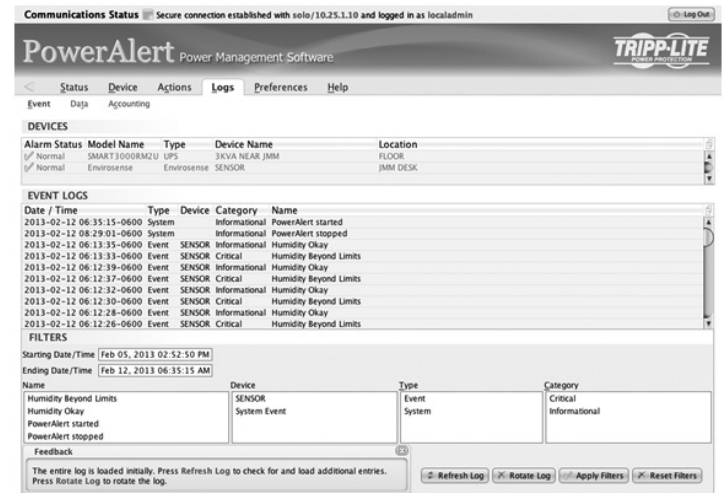 Communications Status Secure connection established with solo/10.25.1.10 and logged in as localadmin Log Out
PowerAlert Power Management Software TRIPP·LITE
POWER PROTECTION
Status Device Actions Logs Preferences Help
Event Data Accounting
DEVICES
Alarm Status Model Name Type Device Name Location
Normal SMART3000RM2U UPS 3KVA NEAR JMM FLOOR
Normal Envirosense Envirosense SENSOR JMM DESK
EVENT LOGS
Date / Time Type Device Category Name
2013-02-12 06:35:15-0600 System Informational PowerAlert started
2013-02-12 08:29:01-0600 System Informational PowerAlert stopped
2013-02-12 06:13:35-0600 Event SENSOR Informational Humidity Okay
2013-02-12 06:13:33-0600 Event SENSOR Critical Humidity Beyond Limits
2013-02-12 06:12:39-0600 Event SENSOR Informational Humidity Okay
2013-02-12 06:12:37-0600 Event SENSOR Critical Humidity Beyond Limits
2013-02-12 06:12:32-0600 Event SENSOR Informational Humidity Okay
2013-02-12 06:12:30-0600 Event SENSOR Critical Humidity Beyond Limits
2013-02-12 06:12:28-0600 Event SENSOR Informational Humidity Okay
2013-02-12 06:12:26-0600 Event SENSOR Critical Humidity Beyond Limits
FILTERS
Starting Date/Time Feb 05, 2013 02:52:50 PM
Ending Date/Time Feb 12, 2013 06:35:15 AM
Name Device Type Category
Humidity Beyond Limits SENSOR Event Critical
Humidity Okay System Event System Informational
PowerAlert started
PowerAlert stopped
Feedback
The entire log is loaded initially. Press Refresh Log to check for and load additional entries.
Press Rotate Log to rotate the log.
Refresh Log Rotate Log Apply Filters Reset Filters